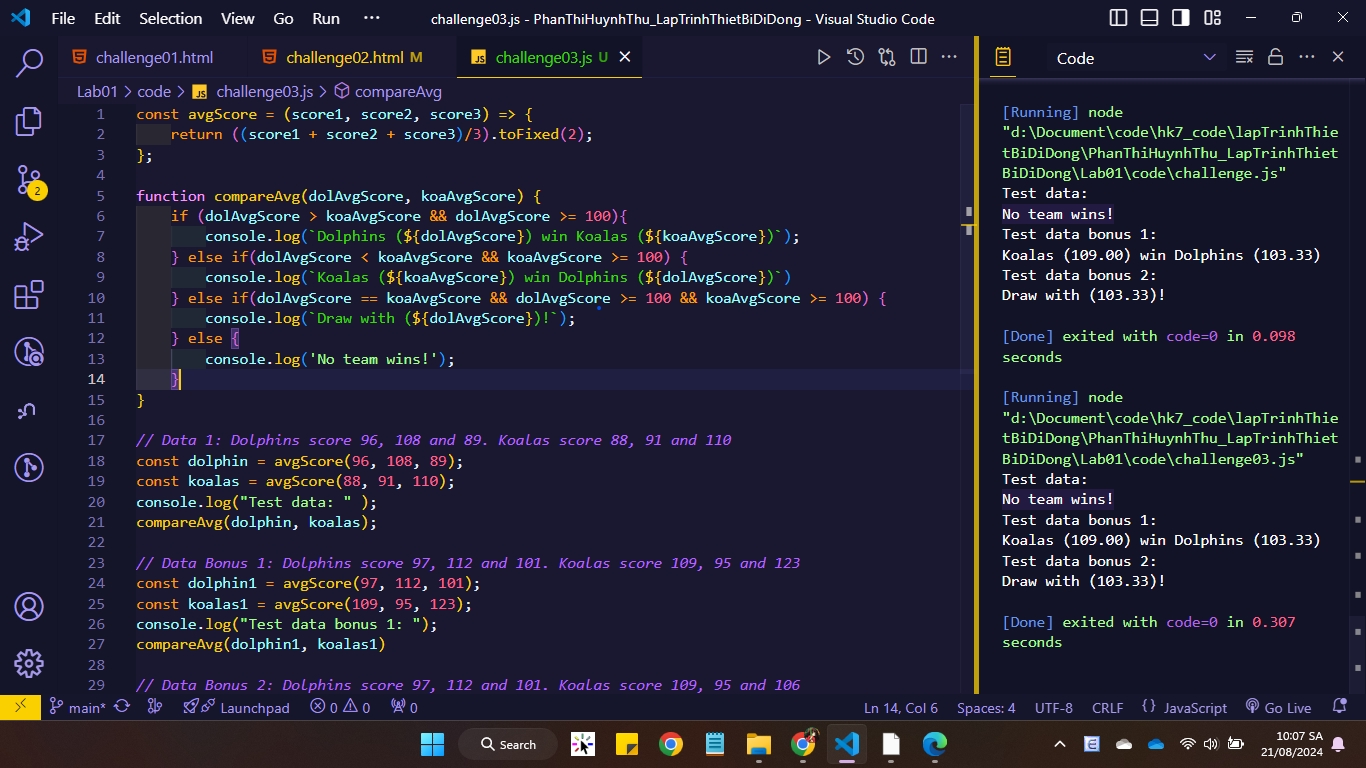 File Edit Selection View Go Run ··· challenge03.js - PhanThiHuynhThu_LapTrinhThietBiDiDong - Visual Studio Code
challenge01.html challenge02.html M JS challenge03.js U
Lab01 > code > JS challenge03.js > compareAvg
1 const avgScore = (score1, score2, score3) => {
2 return ((score1 + score2 + score3)/3).toFixed(2);
3 };
4
5 function compareAvg(dolAvgScore, koaAvgScore) {
6 if (dolAvgScore > koaAvgScore && dolAvgScore >= 100){
7 console.log(`Dolphins (${dolAvgScore}) win Koalas (${koaAvgScore})`);
8 } else if(dolAvgScore < koaAvgScore && koaAvgScore >= 100) {
9 console.log(`Koalas (${koaAvgScore}) win Dolphins (${dolAvgScore})`)
10 } else if(dolAvgScore == koaAvgScore && dolAvgScore >= 100 && koaAvgScore >= 100) {
11 console.log(`Draw with (${dolAvgScore})!`);
12 } else {
13 console.log('No team wins!');
14 }
15 }
16
17 // Data 1: Dolphins score 96, 108 and 89. Koalas score 88, 91 and 110
18 const dolphin = avgScore(96, 108, 89);
19 const koalas = avgScore(88, 91, 110);
20 console.log("Test data: " );
21 compareAvg(dolphin, koalas);
22
23 // Data Bonus 1: Dolphins score 97, 112 and 101. Koalas score 109, 95 and 123
24 const dolphin1 = avgScore(97, 112, 101);
25 const koalas1 = avgScore(109, 95, 123);
26 console.log("Test data bonus 1: ");
27 compareAvg(dolphin1, koalas1)
28
29 // Data Bonus 2: Dolphins score 97, 112 and 101. Koalas score 109, 95 and 106
Code
[Running] node
"d:\Document\code\hk7_code\lapTrinhThie
tBiDiDong\PhanThiHuynhThu_LapTrinhThiet
BiDiDong\Lab01\code\challenge.js"
Test data:
No team wins!
Test data bonus 1:
Koalas (109.00) win Dolphins (103.33)
Test data bonus 2:
Draw with (103.33)!
[Done] exited with code=0 in 0.098
seconds
[Running] node
"d:\Document\code\hk7_code\lapTrinhThie
tBiDiDong\PhanThiHuynhThu_LapTrinhThiet
BiDiDong\Lab01\code\challenge03.js"
Test data:
No team wins!
Test data bonus 1:
Koalas (109.00) win Dolphins (103.33)
Test data bonus 2:
Draw with (103.33)!
[Done] exited with code=0 in 0.307
seconds
2
main* Launchpad 0 0 0 Ln 14, Col 6 Spaces: 4 UTF-8 CRLF {} JavaScript Go Live
Search
10:07 SA
21/08/2024